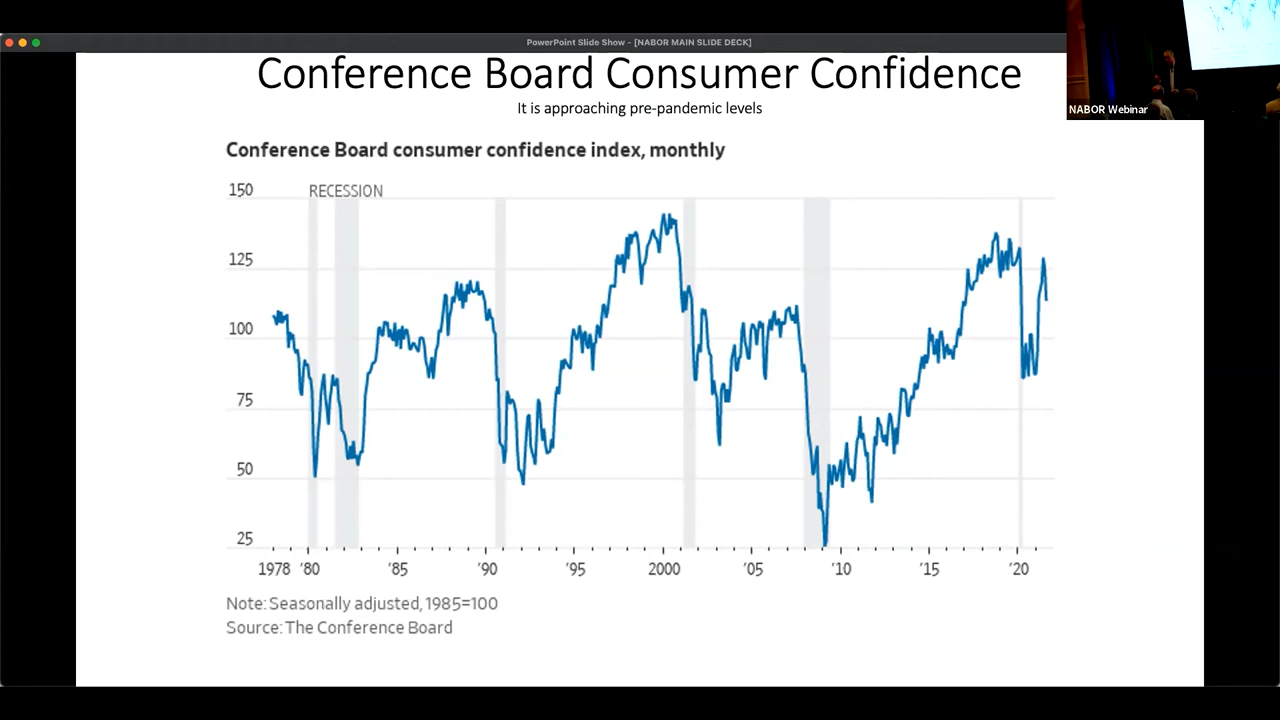 PowerPoint Slide Show - [NABOR MAIN SLIDE DECK]
Conference Board Consumer Confidence
It is approaching pre-pandemic levels
NABOR Webinar
Conference Board consumer confidence index, monthly
150
RECESSION
125
100
75
50
25
1978 '80 '85 '90 '95 2000 '05 '10 '15 '20
Note: Seasonally adjusted, 1985=100
Source: The Conference Board